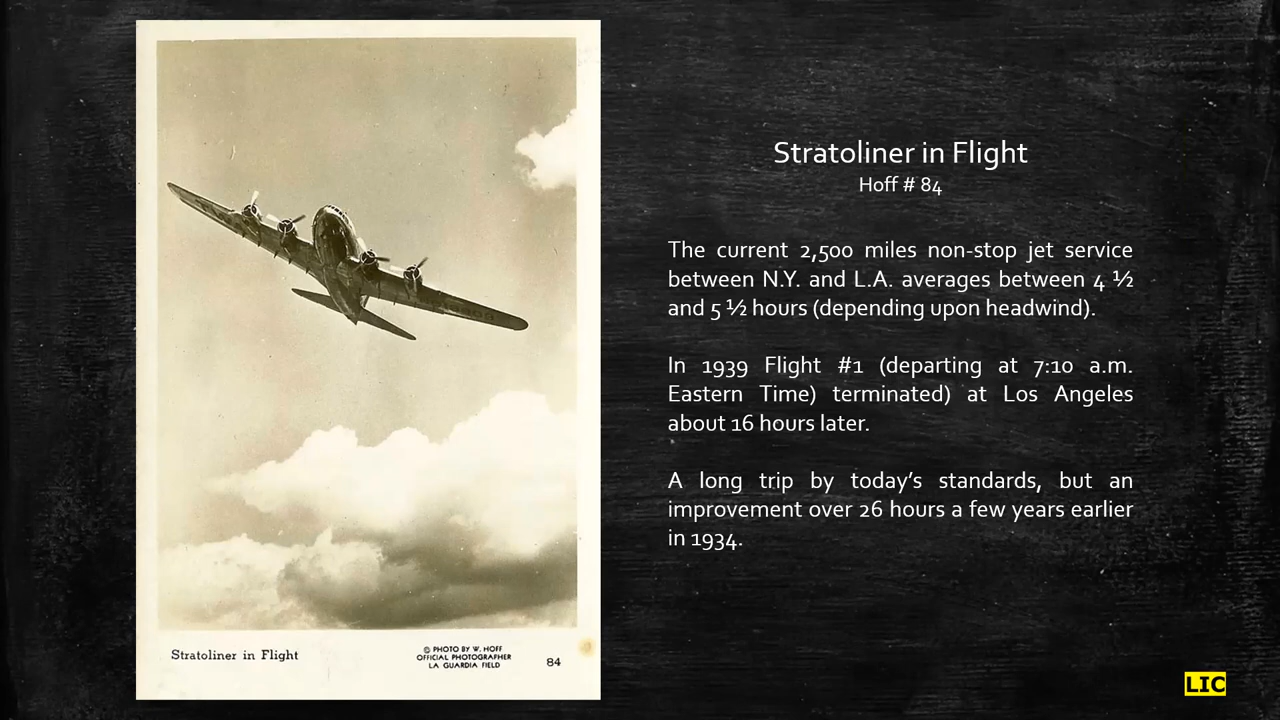 Stratoliner in Flight
© PHOTO BY W. HOFF
OFFICIAL PHOTOGRAPHER
LA GUARDIA FIELD
84
Stratoliner in Flight
Hoff # 84
The current 2,500 miles non-stop jet service
between N.Y. and L.A. averages between 4 ½
and 5 ½ hours (depending upon headwind).
In 1939 Flight #1 (departing at 7:10 a.m.
Eastern Time) terminated) at Los Angeles
about 16 hours later.
A long trip by today’s standards, but an
improvement over 26 hours a few years earlier
in 1934.
LIC